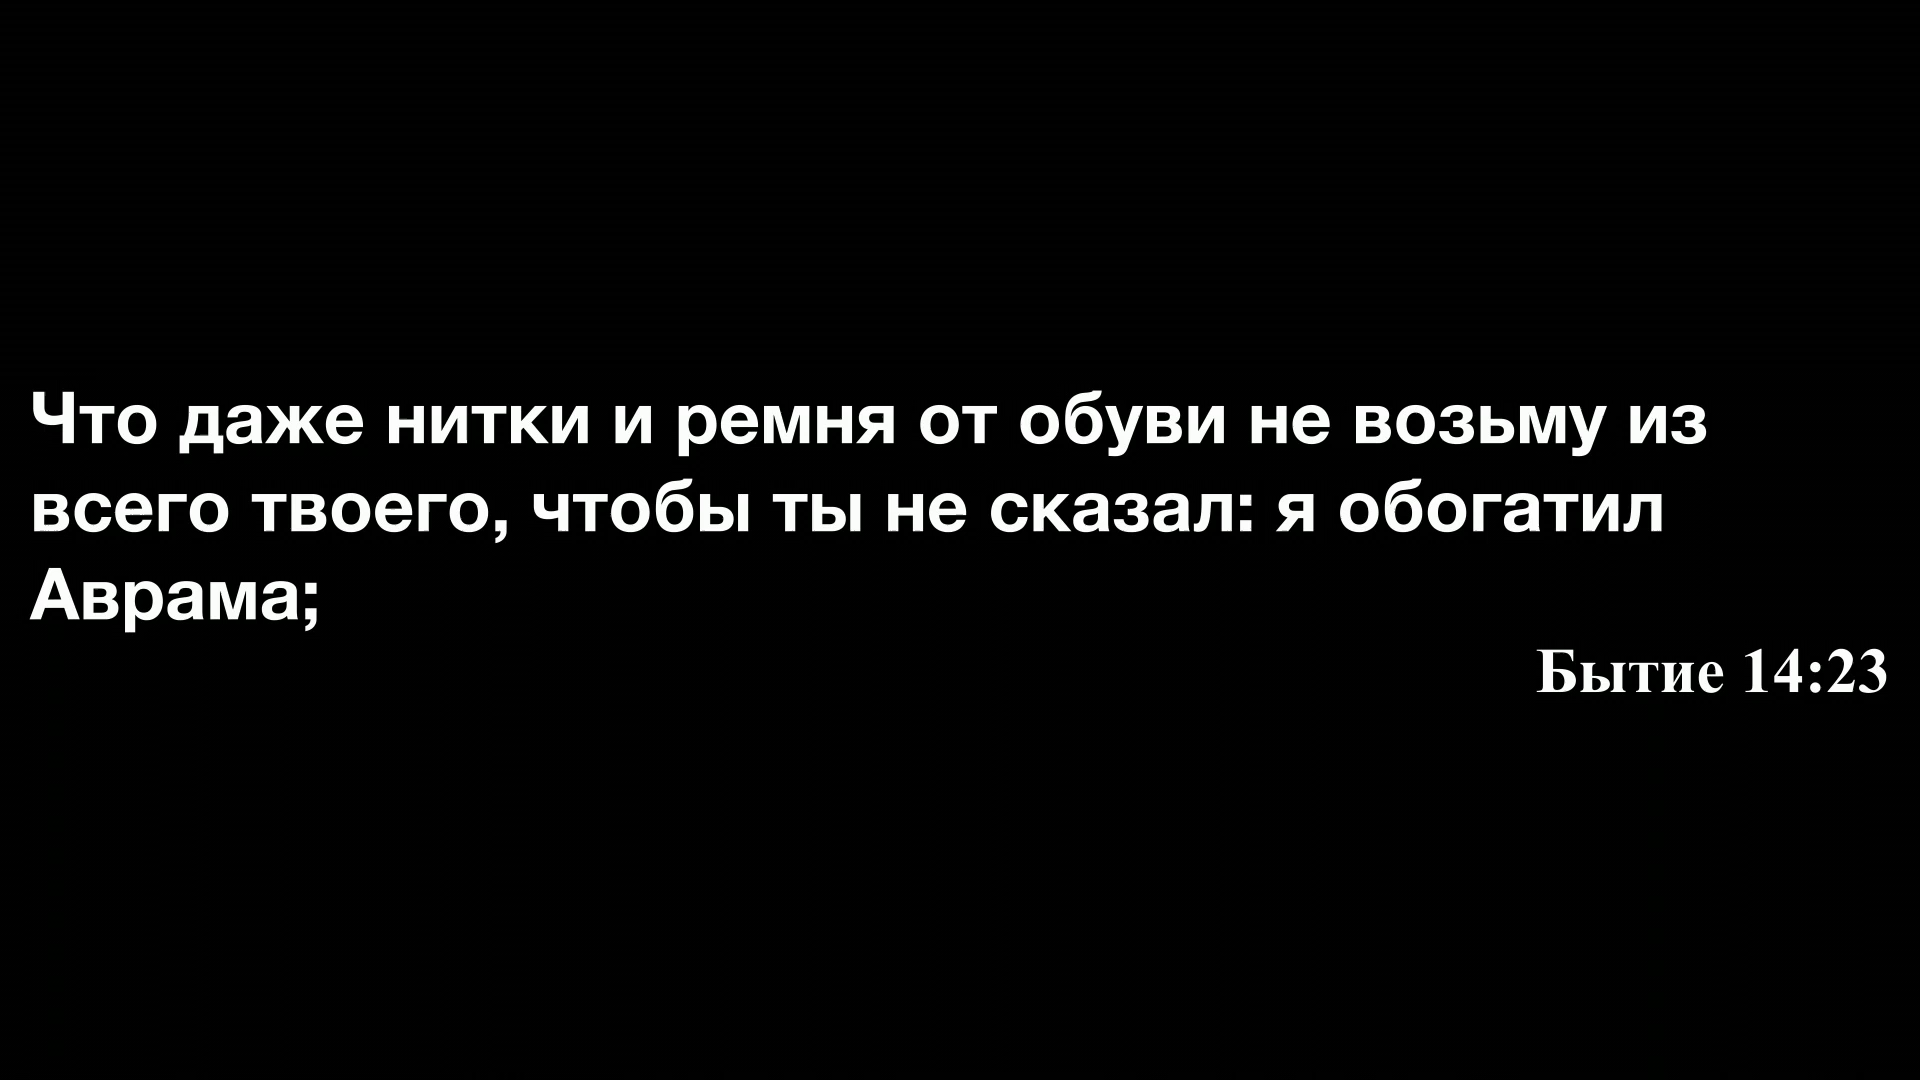 Что даже нитки и ремня от обуви не возьму из
всего твоего, чтобы ты не сказал: я обогатил
Аврама;
Бытие 14:23